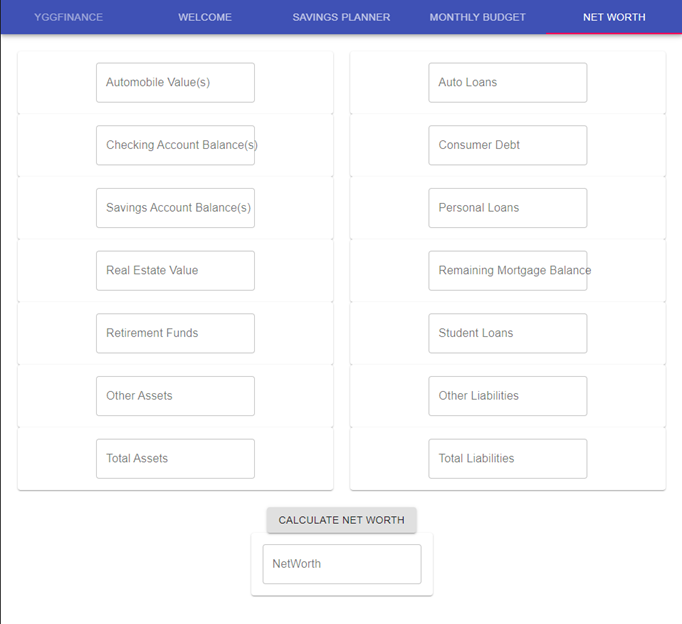 YGGFINANCE WELCOME SAVINGS PLANNER MONTHLY BUDGET NET WORTH
Automobile Value(s) Auto Loans
Checking Account Balance(s) Consumer Debt
Savings Account Balance(s) Personal Loans
Real Estate Value Remaining Mortgage Balance
Retirement Funds Student Loans
Other Assets Other Liabilities
Total Assets Total Liabilities
CALCULATE NET WORTH
NetWorth